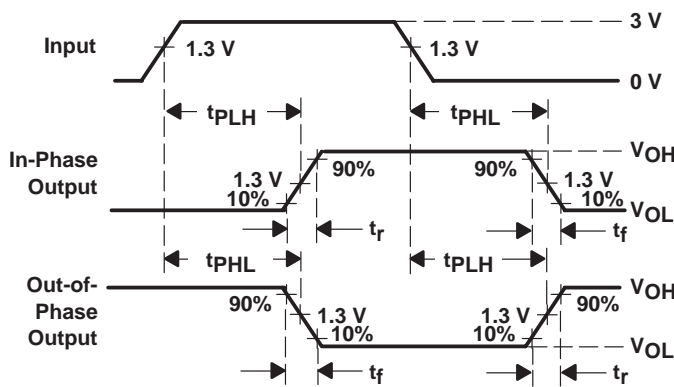 3 V
Input
1.3 V
1.3 V
0 V
tPLH
tPHL
VOH
In-Phase
Output
90%
90%
1.3 V
1.3 V
10%
10%
VOL
tr
tf
tPHL
tPLH
Out-of-
Phase
Output
VOH
90%
90%
1.3 V
1.3 V
10%
10%
VOL
tf
tr